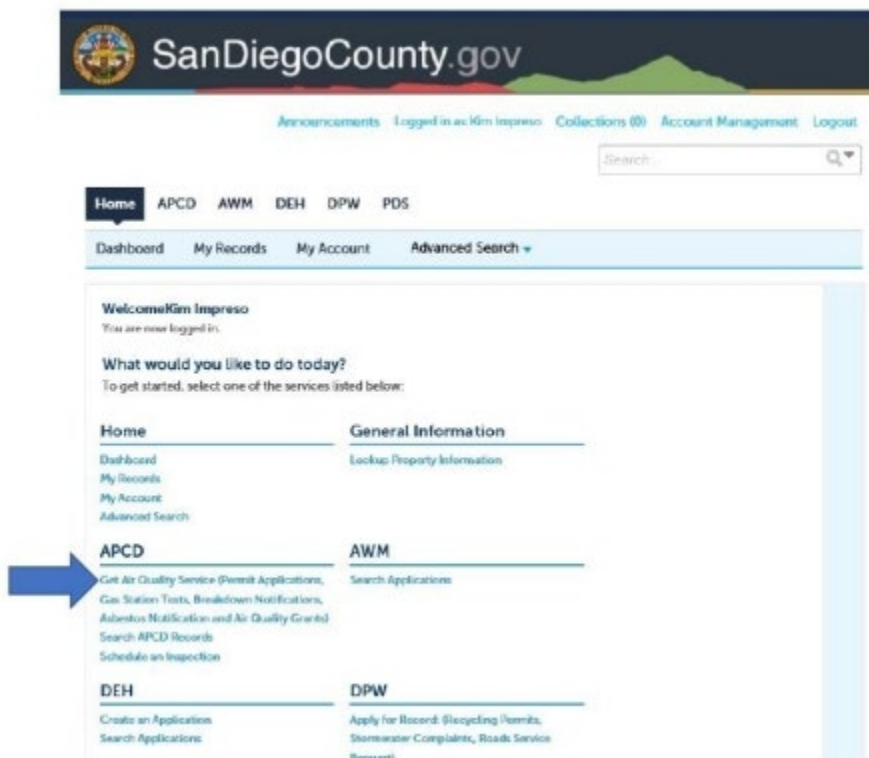 SanDiegoCounty.gov
Announcements Logged in as Kim Impreso Collections (0) Account Management Logout
Search...
Home APCD AWM DEH DPW PDS
Dashboard My Records My Account Advanced Search
WelcomeKim Impreso
You are now logged in.
What would you like to do today?
To get started, select one of the services listed below:
Home
Dashboard
My Records
My Account
Advanced Search
General Information
Lookup Property Information
APCD
Get Air Quality Service (Permit Applications,
Gas Station Tests, Breakdown Notifications,
Asbestos Notification and Air Quality Grants)
Search APCD Records
Schedule an Inspection
AWM
Search Applications
DEH
Create an Application
Search Applications
DPW
Apply for Record: (Recycling Permits,
Stormwater Complaints, Roads Service